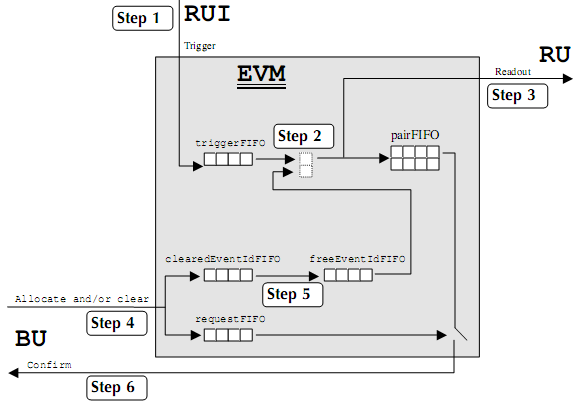 Step 1
RUI
Trigger
EVM
RU
Readout
Step 3
Step 2
pairFIFO
triggerFIFO
clearedEventIdFIFO
freeEventIdFIFO
Step 5
Allocate and/or clear
Step 4
requestFIFO
BU
Confirm
Step 6